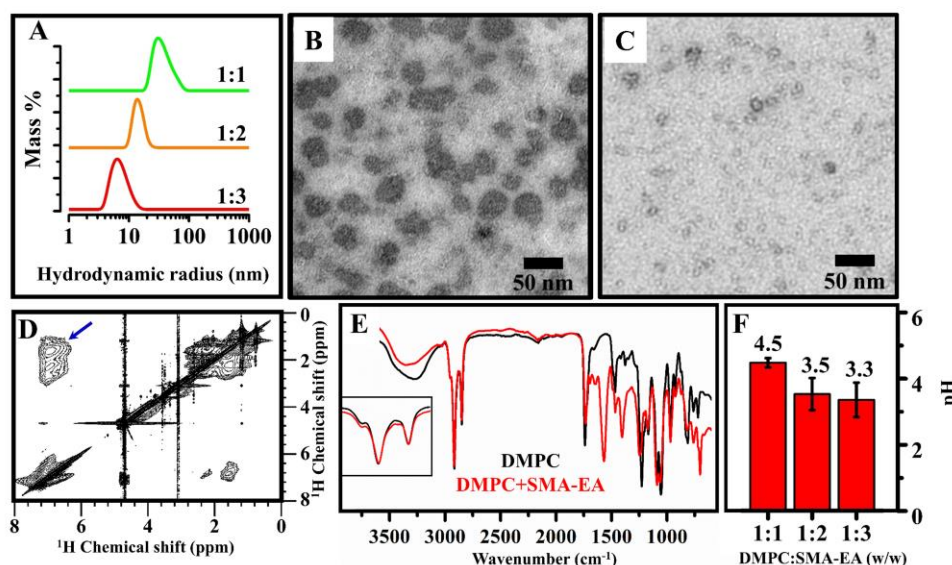 A
Mass %
1:1
1:2
1:3
1 10 100 1000
Hydrodynamic radius (nm)
B
50 nm
C
50 nm
D
0
2
4
6
8
¹H Chemical shift (ppm)
8 6 4 2 0
¹H Chemical shift (ppm)
E
DMPC
DMPC+SMA-EA
3500 3000 2500 2000 1500 1000
Wavenumber (cm⁻¹)
F
6
4
2
0
pH
4.5
3.5
3.3
1:1 1:2 1:3
DMPC:SMA-EA (w/w)